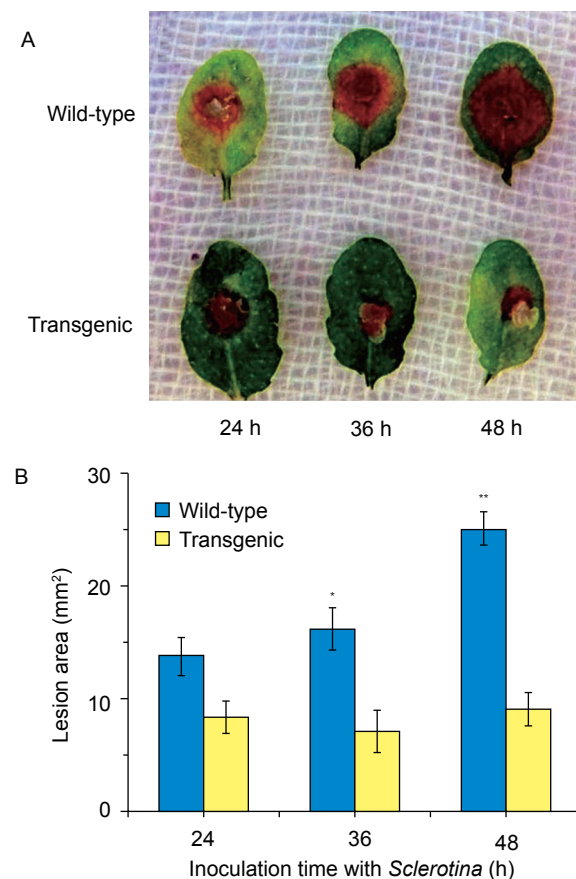 A
Wild-type
Transgenic
24 h 36 h 48 h
B
30
20
10
0
Lesion area (mm²)
Wild-type
Transgenic
*
**
24 36 48
Inoculation time with Sclerotina (h)